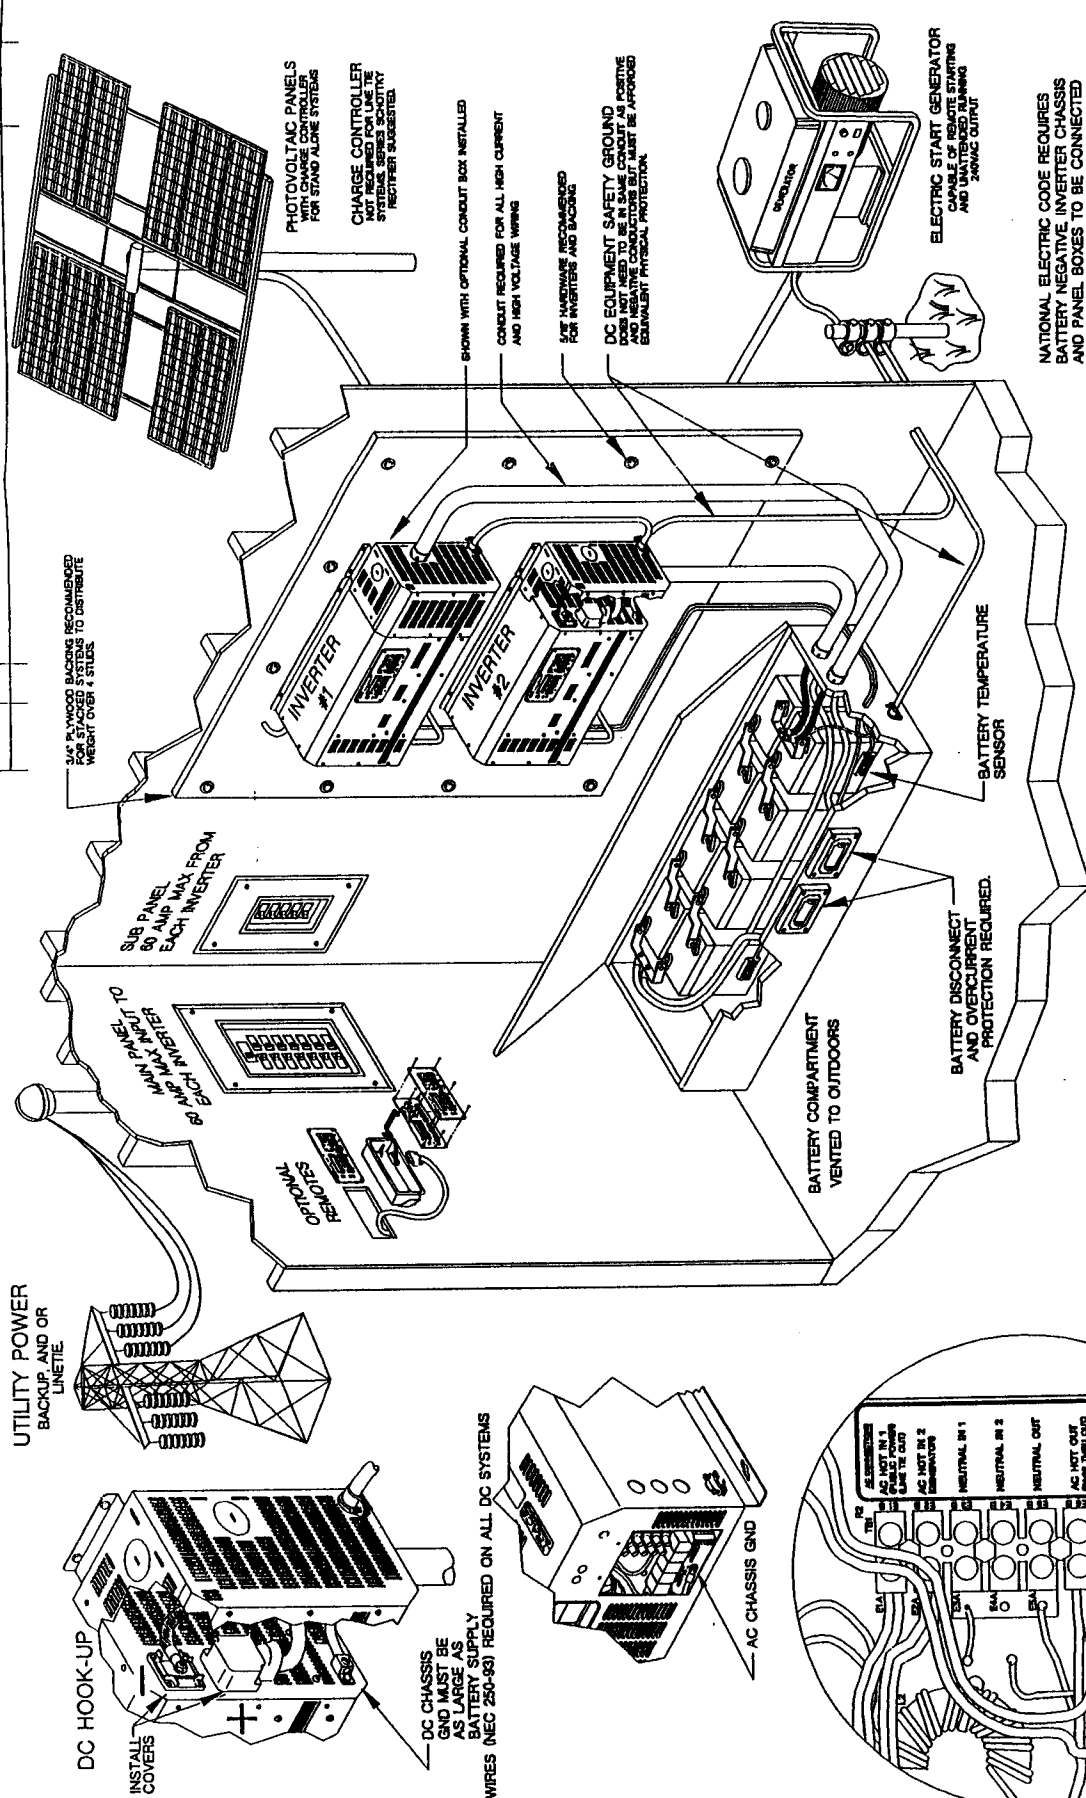 UTILITY POWER
BACKUP, AND OR
LINETIE.
DC HOOK-UP
INSTALL
COVERS
DC CHASSIS
GND MUST BE
AS LARGE AS
BATTERY SUPPLY
WIRES (NEC 250-93) REQUIRED ON ALL DC SYSTEMS
AC CHASSIS GND
3/4" PLYWOOD BACKING RECOMMENDED
FOR STACKED SYSTEMS TO DISTRIBUTE
WEIGHT OVER 4 STUDS.
SUB PANEL
60 AMP MAX FROM
EACH INVERTER
MAIN PANEL TO
MAIN PANEL TO
60 AMP MAX INPUT
EACH INVERTER
OPTIONAL
REMOTES
INVERTER
#1
INVERTER
#2
PHOTOVOLTAIC PANELS
WITH CHARGE CONTROLLER
FOR STAND ALONE SYSTEMS
CHARGE CONTROLLER
NOT REQUIRED FOR LINE TIE
SYSTEMS. SERIES SCHOTTKY
RECTIFIER SUGGESTED.
SHOWN WITH OPTIONAL CONDUIT BOX INSTALLED
CONDUIT REQUIRED FOR ALL HIGH CURRENT
AND HIGH VOLTAGE WIRING
5/16" HARDWARE RECOMMENDED
FOR INVERTERS AND BACKING
DC EQUIPMENT SAFETY GROUND
DOES NOT NEED TO BE IN SAME CONDUIT AS POSITIVE
AND NEGATIVE CONDUCTORS BUT MUST BE AFFORDED
EQUIVALENT PHYSICAL PROTECTION.
GENERATOR
ELECTRIC START GENERATOR
CAPABLE OF REMOTE STARTING
AND UNATTENDED RUNNING
240VAC OUTPUT
NATIONAL ELECTRIC CODE REQUIRES
BATTERY NEGATIVE INVERTER CHASSIS
AND PANEL BOXES TO BE CONNECTED
BATTERY COMPARTMENT
VENTED TO OUTDOORS
BATTERY DISCONNECT
AND OVERCURRENT
PROTECTION REQUIRED.
BATTERY TEMPERATURE
SENSOR
AC HOT IN 1
(PUBLIC POWER)
(LINE TIE OUT)
AC HOT IN 2
(GENERATOR)
NEUTRAL IN 1
NEUTRAL IN 2
NEUTRAL OUT
AC HOT OUT